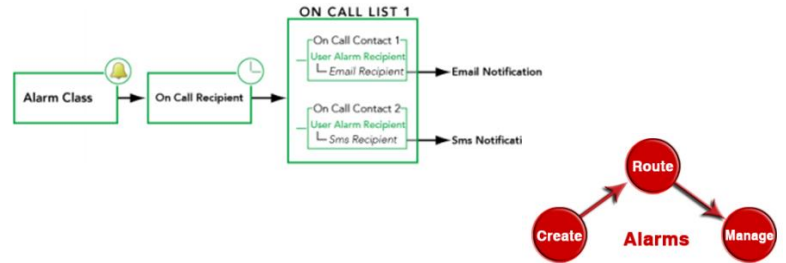 ON CALL LIST 1
On Call Contact 1
User Alarm Recipient
Email Recipient
Email Notification
Alarm Class
On Call Recipient
On Call Contact 2
User Alarm Recipient
Sms Recipient
Sms Notificati
Route
Create
Alarms
Manage